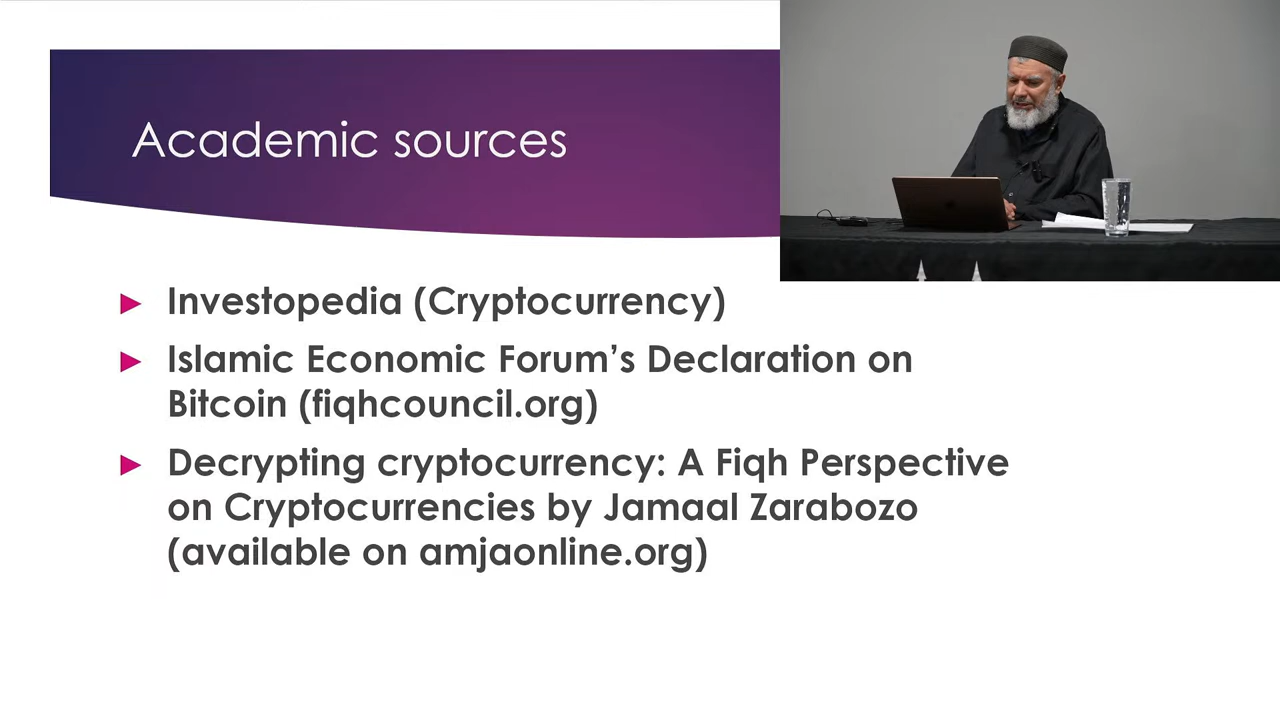 Academic sources
Investopedia (Cryptocurrency)
Islamic Economic Forum’s Declaration on
Bitcoin (fiqhcouncil.org)
Decrypting cryptocurrency: A Fiqh Perspective
on Cryptocurrencies by Jamaal Zarabozo
(available on amjaonline.org)